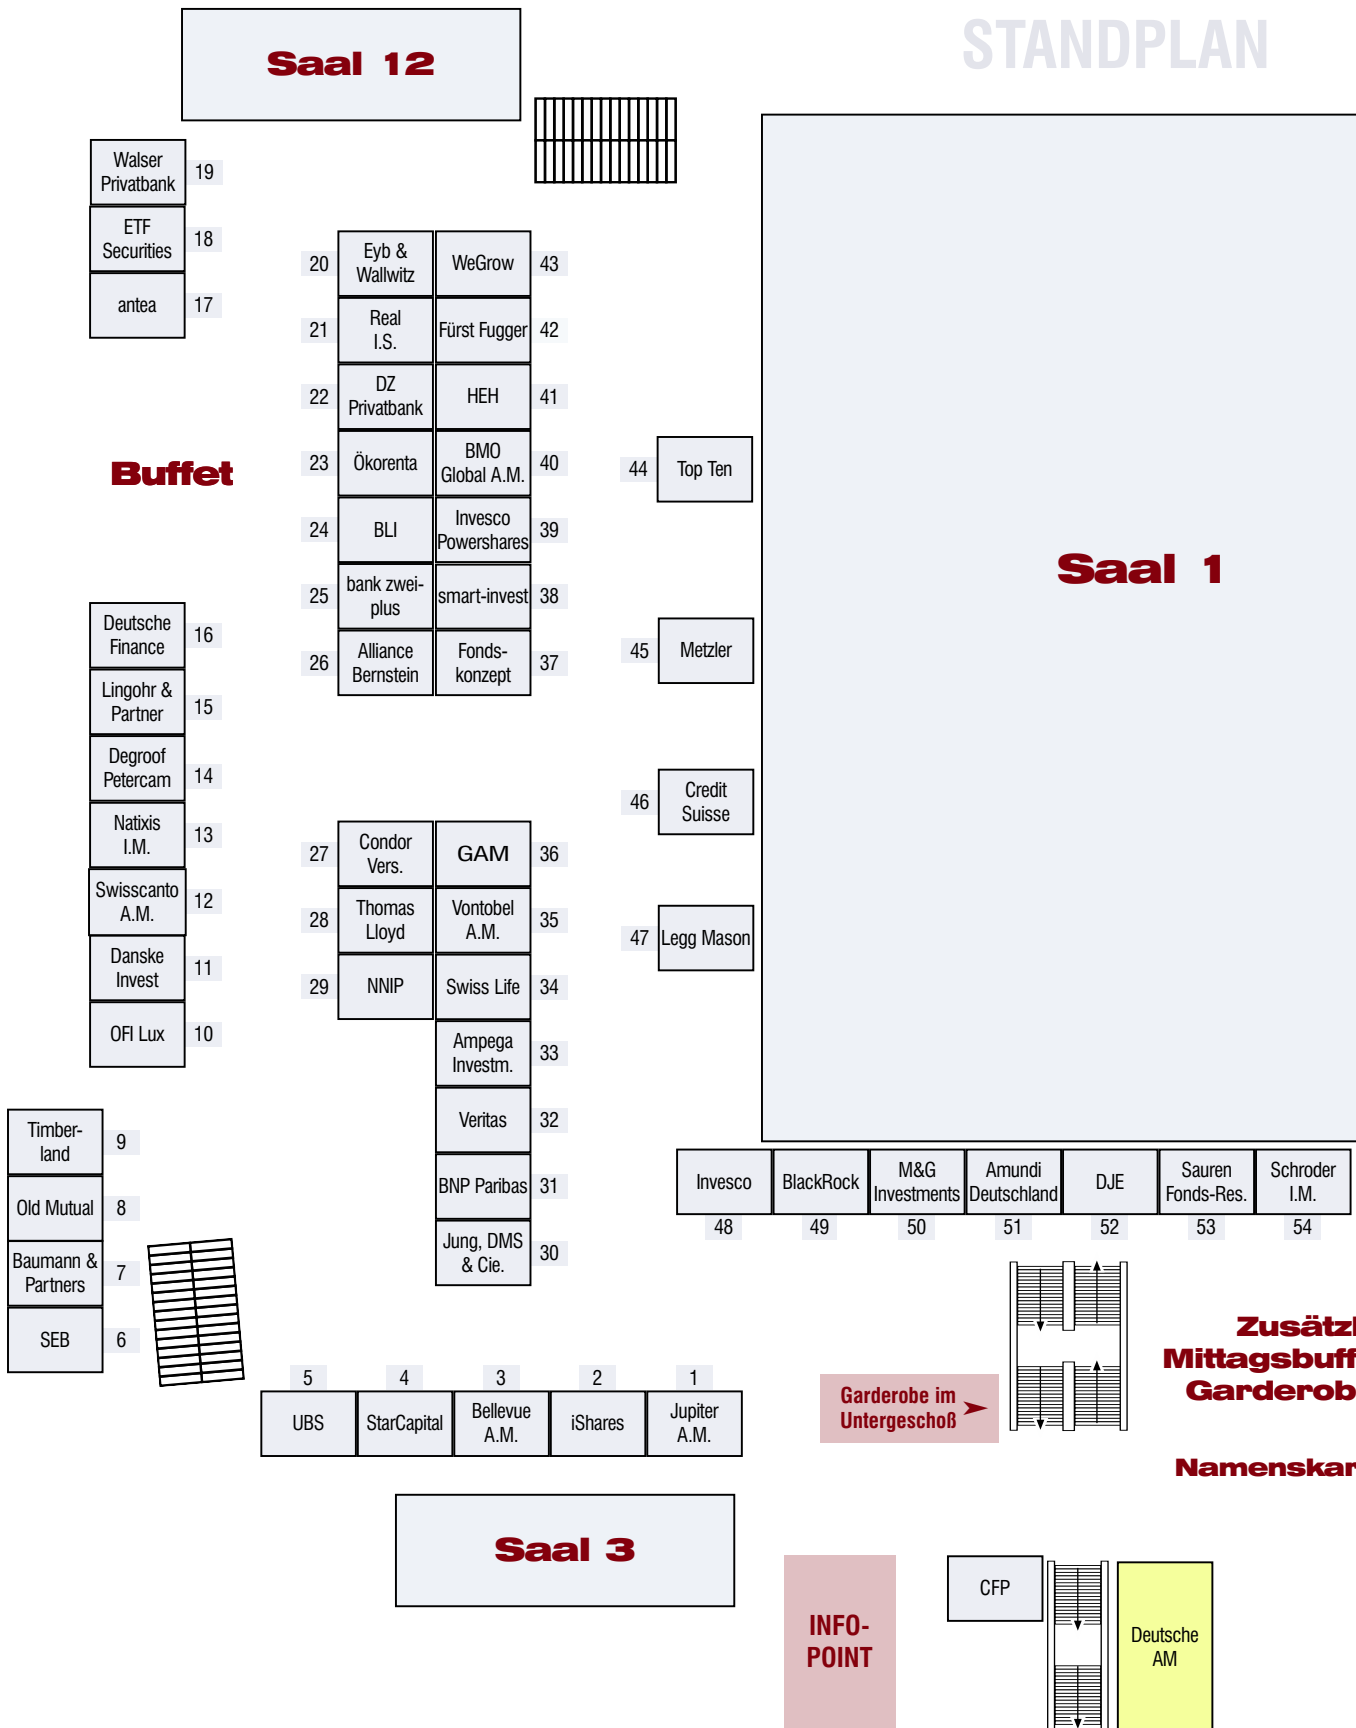 STANDPLAN
Saal 12
Walser
Privatbank
19
ETF
Securities
18
antea
17
20
Eyb &
Wallwitz
WeGrow
43
21
Real
I.S.
Fürst Fugger
42
22
DZ
Privatbank
HEH
41
23
Ökorenta
BMO
Global A.M.
40
24
BLI
Invesco
Powershares
39
25
bank zwei-
plus
smart-invest
38
26
Alliance
Bernstein
Fonds-
konzept
37
Buffet
44
Top Ten
45
Metzler
46
Credit
Suisse
47
Legg Mason
Saal 1
Deutsche
Finance
16
Lingohr &
Partner
15
Degroof
Petercam
14
Natixis
I.M.
13
Swisscanto
A.M.
12
Danske
Invest
11
OFI Lux
10
27
Condor
Vers.
GAM
36
28
Thomas
Lloyd
Vontobel
A.M.
35
29
NNIP
Swiss Life
34
Ampega
Investm.
33
Veritas
32
BNP Paribas
31
Jung, DMS
& Cie.
30
Timber-
land
9
Old Mutual
8
Baumann &
Partners
7
SEB
6
Invesco
48
BlackRock
49
M&G
Investments
50
Amundi
Deutschland
51
DJE
52
Sauren
Fonds-Res.
53
Schroder
I.M.
54
5
UBS
4
StarCapital
3
Bellevue
A.M.
2
iShares
1
Jupiter
A.M.
Garderobe im
Untergeschoß
Zusätzl
Mittagsbuff
Garderob
Namenskar
Saal 3
INFO-
POINT
CFP
Deutsche
AM